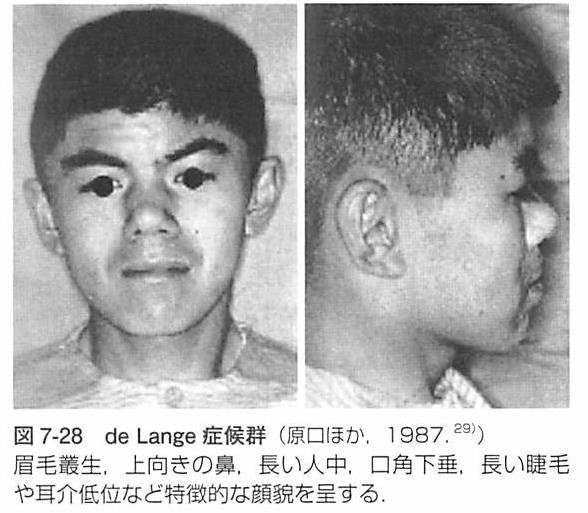 図7-28 de Lange 症候群（原口ほか，1987.29)）
眉毛叢生，上向きの鼻，長い人中，口角下垂，長い睫毛
や耳介低位など特徴的な顔貌を呈する．